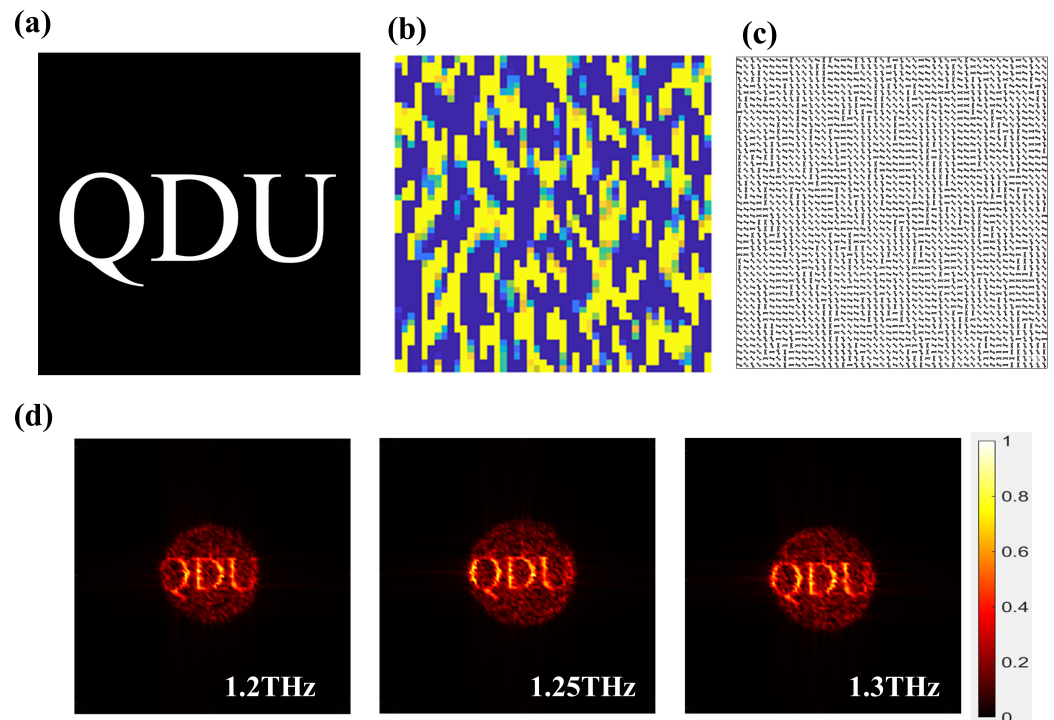 (a)
(b)
(c)
QDU
(d)
QDU
QDU
QDU
1.2THz
1.25THz
1.3THz
1
0.8
0.6
0.4
0.2
0